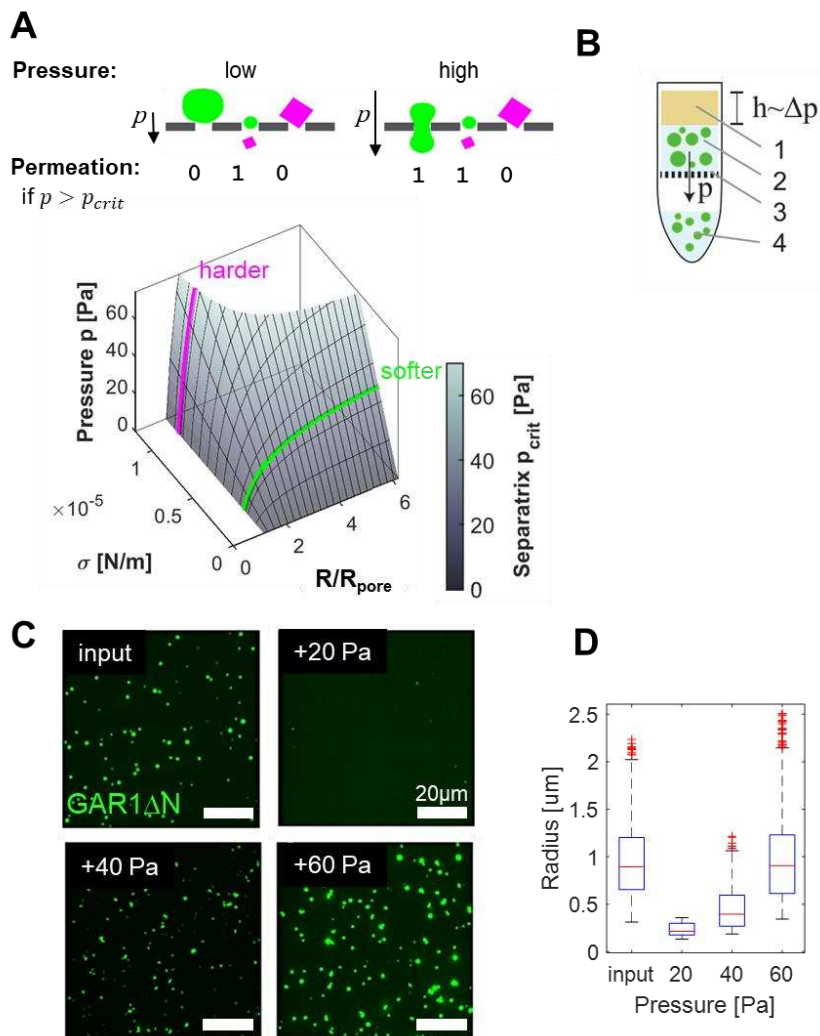 A
Pressure: low high
p p
Permeation: 0 1 0 1 1 0
if p > p_crit
harder
softer
Pressure p [Pa]
60
40
20
0
1
0.5
0
×10^-5
σ [N/m]
0
2
4
6
R/R_pore
60
40
20
0
Separatrix p_crit [Pa]
B
h~Δp
1
2
p
3
4
C
input
GAR1ΔN
+20 Pa
20μm
+40 Pa
+60 Pa
D
2.5
2
1.5
1
0.5
0
Radius [um]
input 20 40 60
Pressure [Pa]